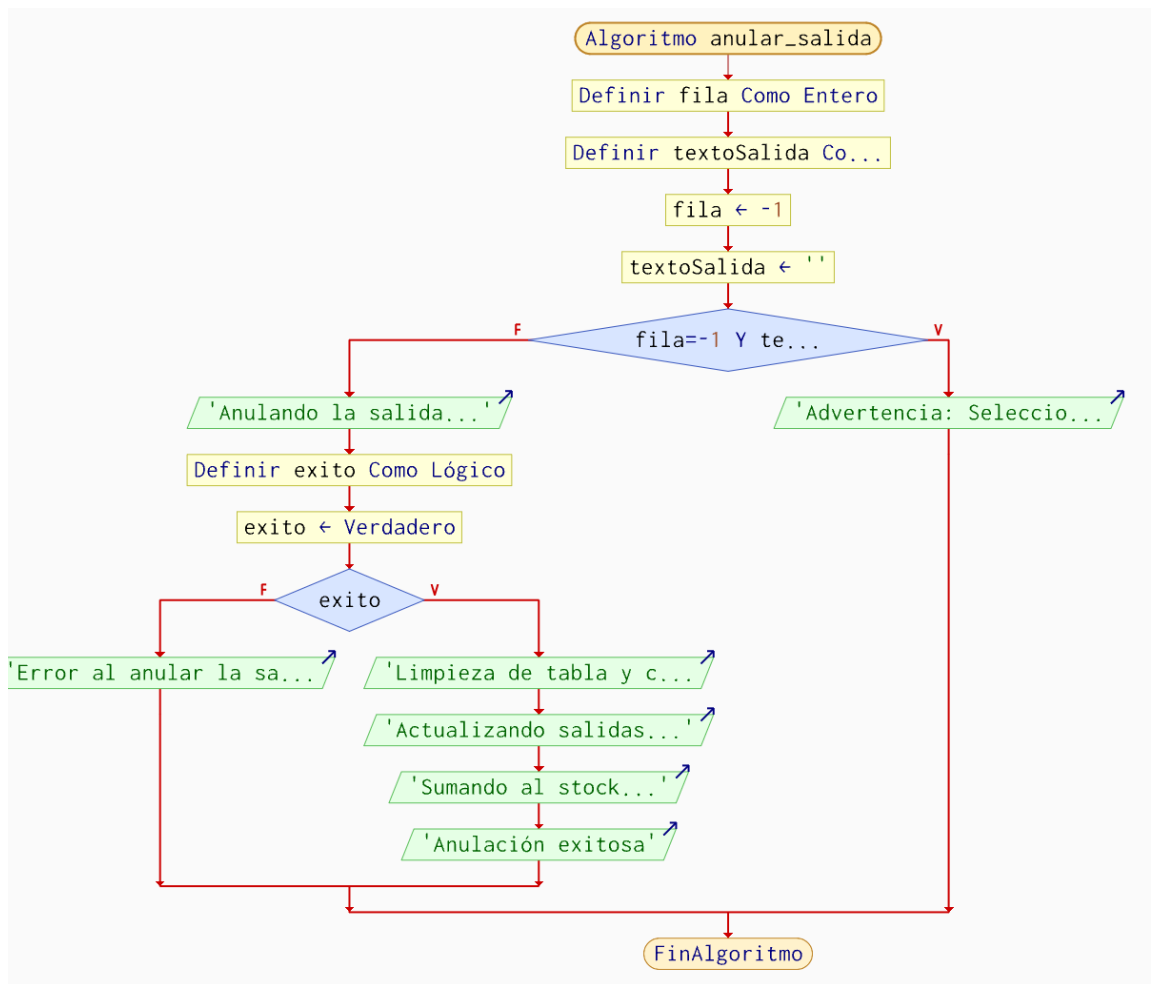 Algoritmo anular_salida
Definir fila Como Entero
Definir textoSalida Co...
fila ← -1
textoSalida ← ''
fila=-1 Y te...
F
V
'Anulando la salida...'
'Advertencia: Seleccio...
Definir exito Como Lógico
exito ← Verdadero
exito
F
V
'Error al anular la sa...
'Limpieza de tabla y c...
'Actualizando salidas...'
'Sumando al stock...'
'Anulación exitosa'
FinAlgoritmo